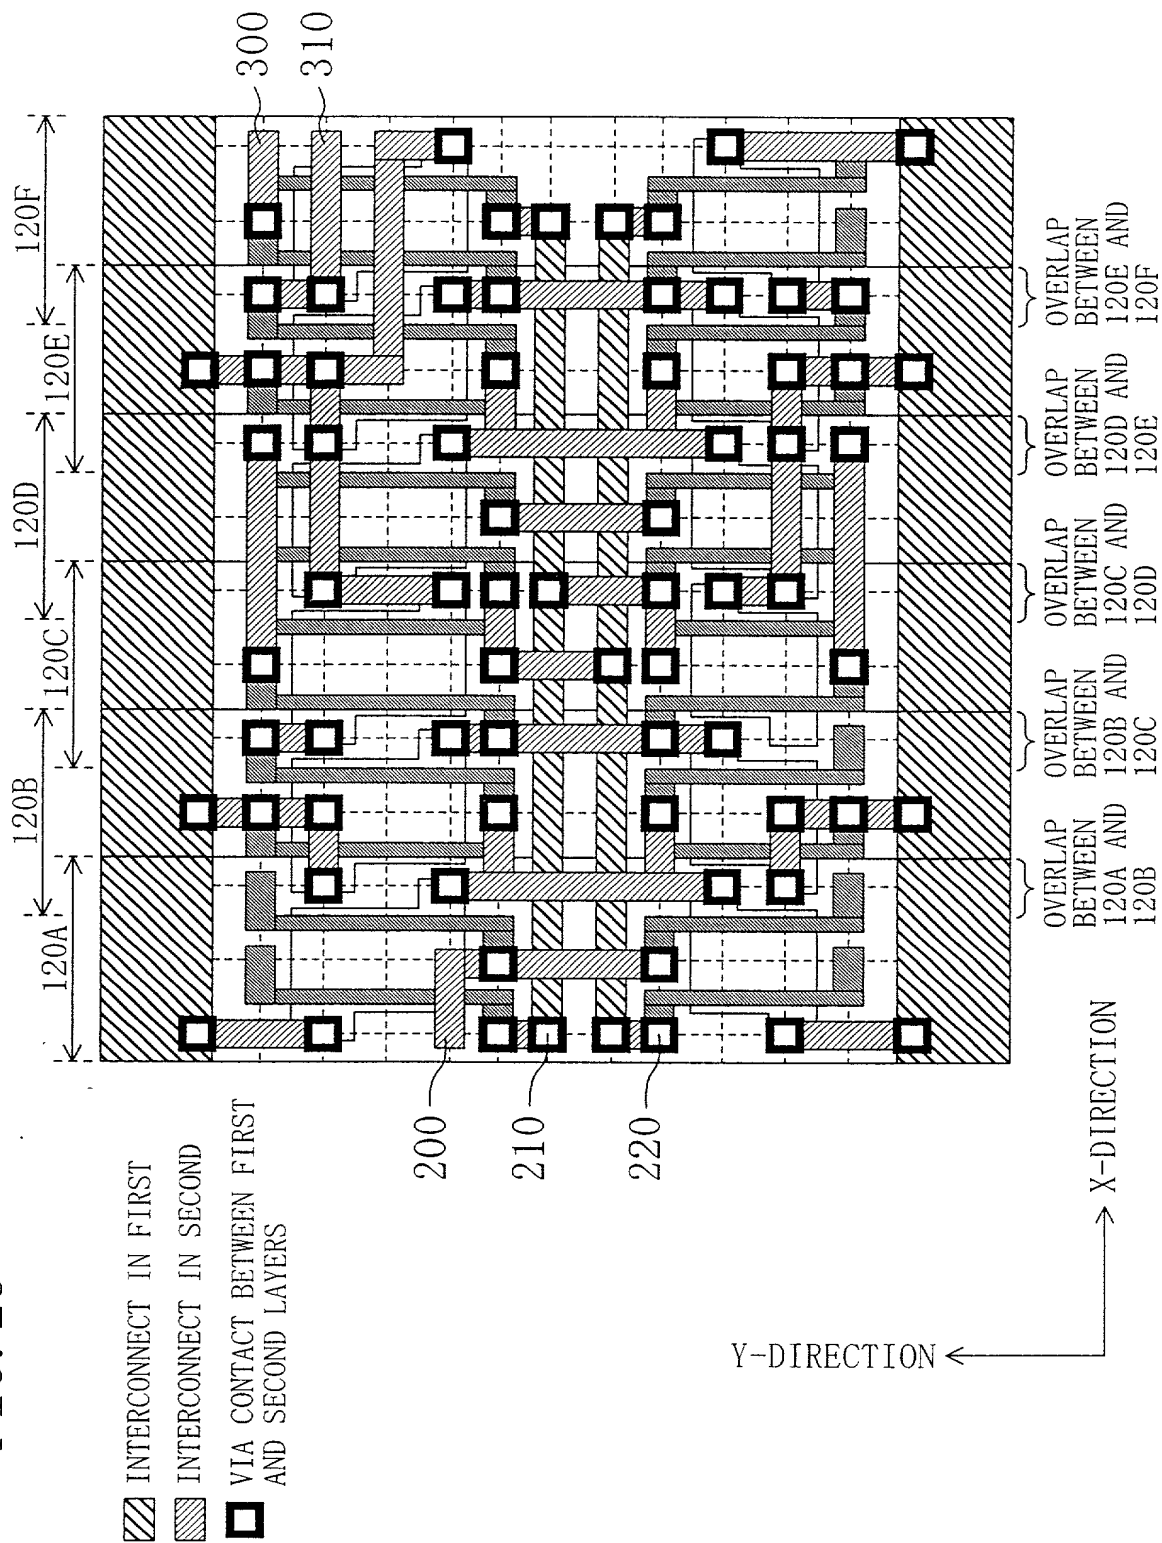 INTERCONNECT IN FIRST
INTERCONNECT IN SECOND
VIA CONTACT BETWEEN FIRST
AND SECOND LAYERS
120A
120B
120C
120D
120E
120F
200
210
220
300
310
OVERLAP
BETWEEN
120A AND
120B
OVERLAP
BETWEEN
120B AND
120C
OVERLAP
BETWEEN
120C AND
120D
OVERLAP
BETWEEN
120D AND
120E
OVERLAP
BETWEEN
120E AND
120F
Y-DIRECTION
X-DIRECTION